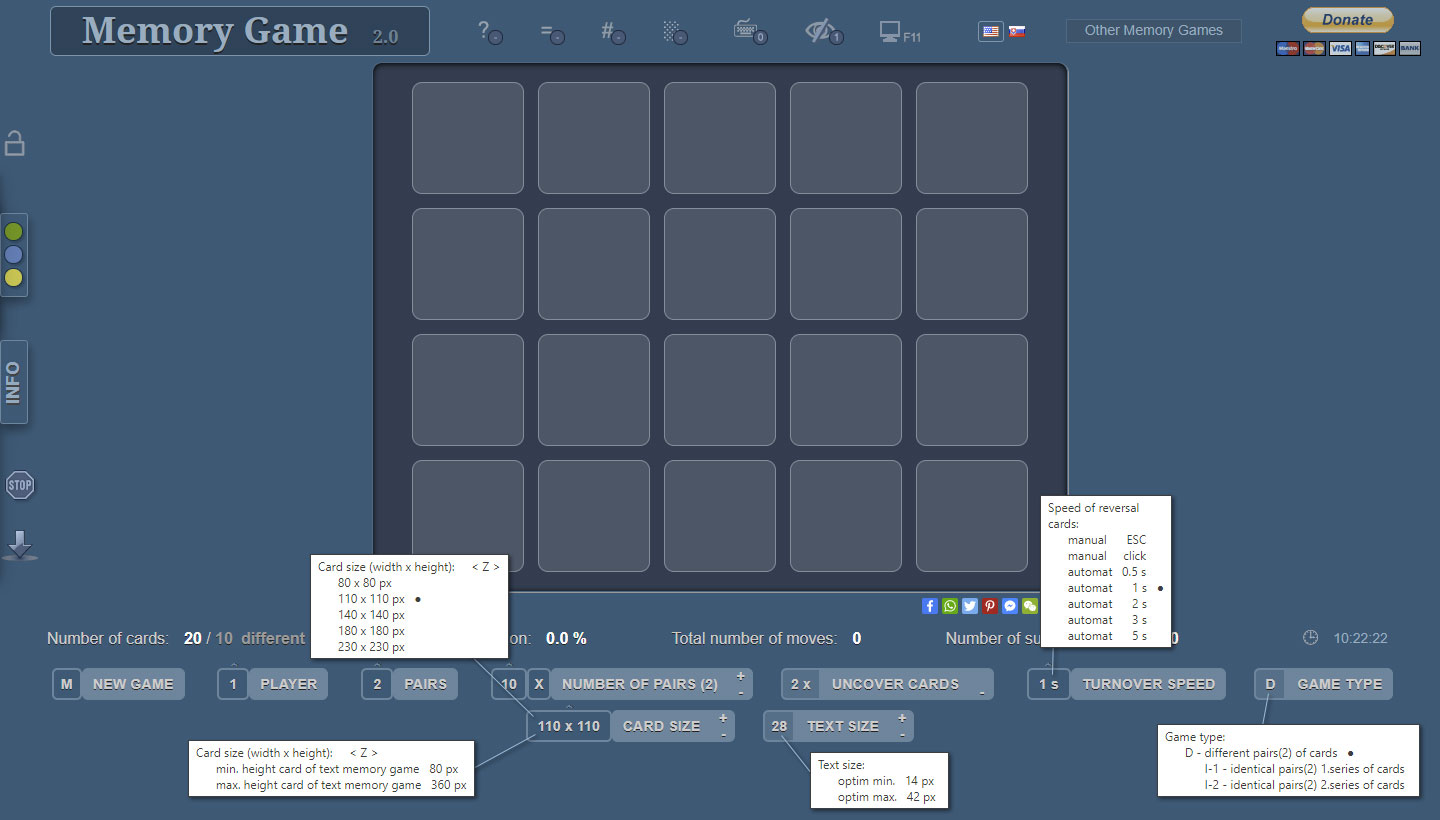 Memory Game 2.0
? - = - # - - 0 1 F11
Other Memory Games
Donate
Maestro MasterCard VISA DISCOVER BANK
INFO
STOP
Speed of reversal
cards:
manual ESC
manual click
automat 0.5 s
automat 1 s ●
automat 2 s
automat 3 s
automat 5 s
Card size (width x height): < Z >
80 x 80 px
110 x 110 px ●
140 x 140 px
180 x 180 px
230 x 230 px
Number of cards: 20 / 10 different
on: 0.0 %
Total number of moves: 0
Number of su
0
10:22:22
M NEW GAME
1 PLAYER
2 PAIRS
10 X NUMBER OF PAIRS (2) + -
2 x UNCOVER CARDS -
1 s TURNOVER SPEED
D GAME TYPE
110 x 110 CARD SIZE + -
28 TEXT SIZE + -
Card size (width x height): < Z >
min. height card of text memory game 80 px
max. height card of text memory game 360 px
Text size:
optim min. 14 px
optim max. 42 px
Game type:
D - different pairs(2) of cards ●
I-1 - identical pairs(2) 1.series of cards
I-2 - identical pairs(2) 2.series of cards